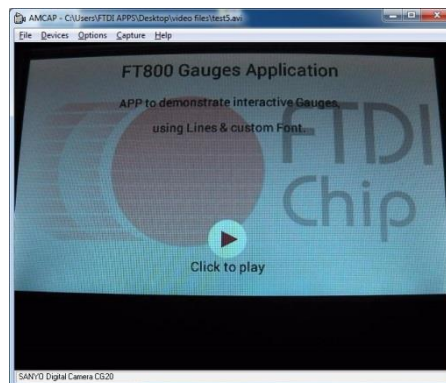 AMCAP - C:\Users\FTDI APPS\Desktop\video files\test5.avi
File Devices Options Capture Help
FT800 Gauges Application
APP to demonstrate interactive Gauges,
using Lines & custom Font.
FTDI
Chip
Click to play
SANYO Digital Camera CG20